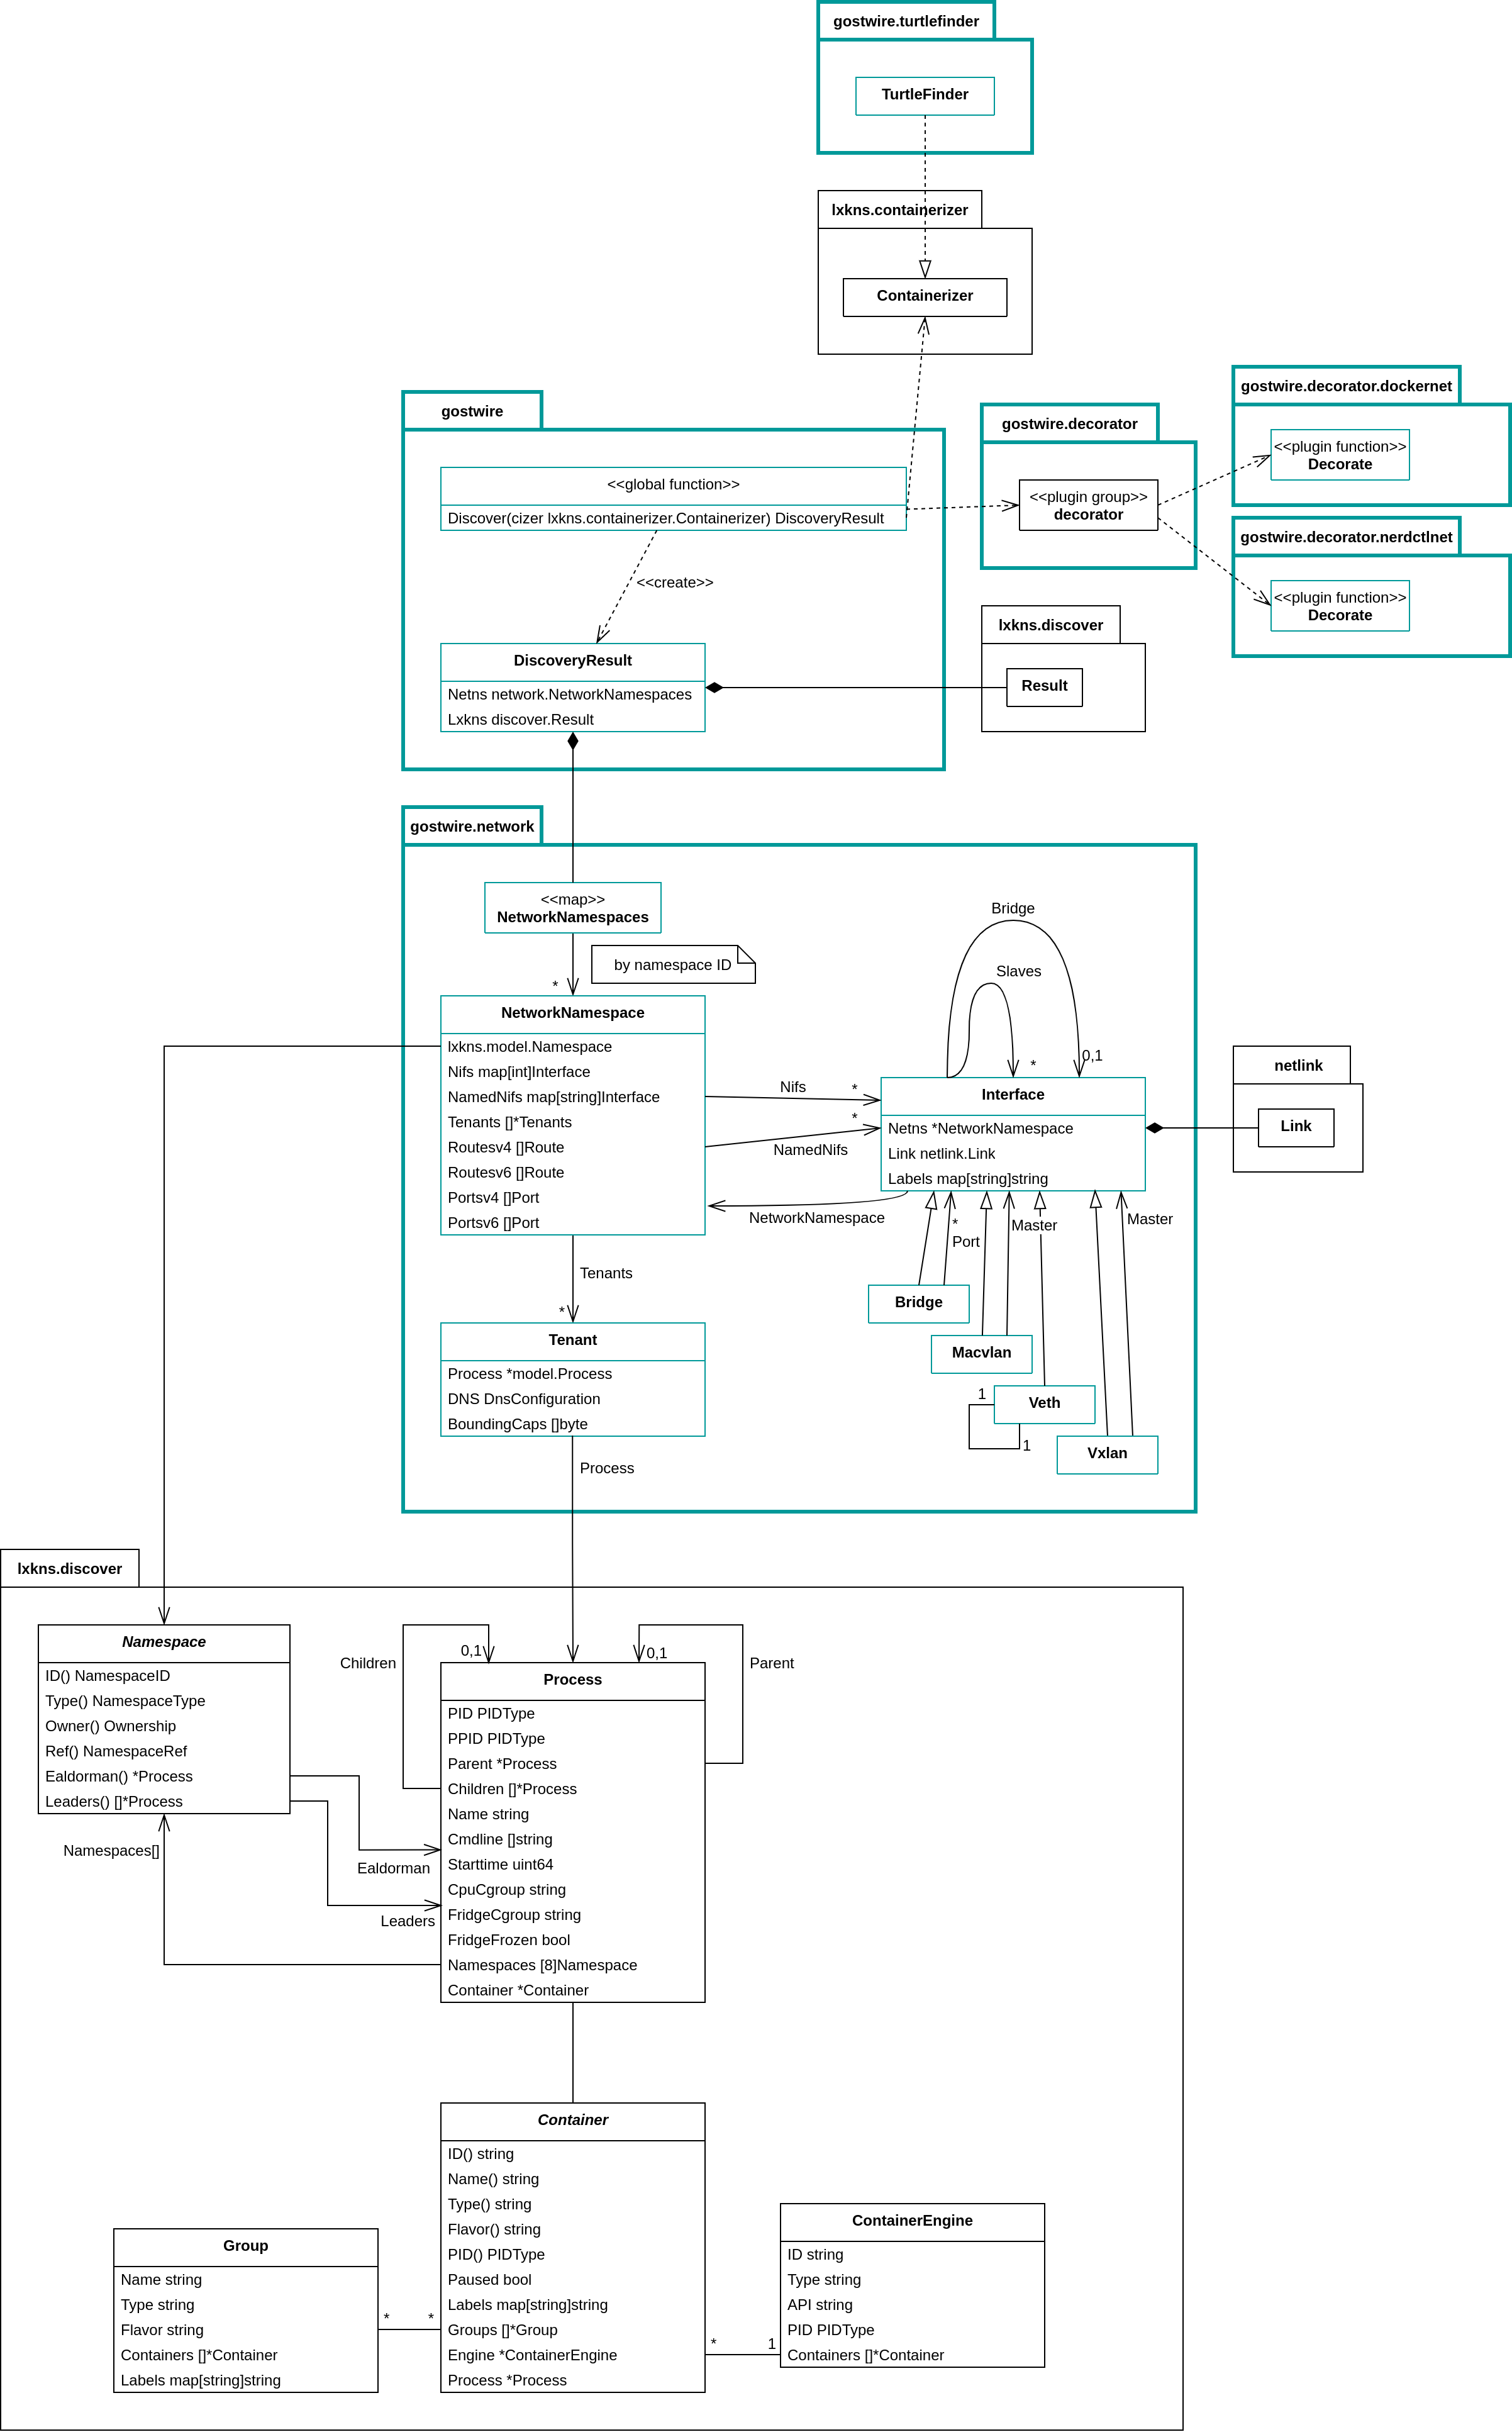 gostwire.turtlefinder
TurtleFinder
lxkns.containerizer
Containerizer
gostwire
<<global function>>
Discover(cizer lxkns.containerizer.Containerizer) DiscoveryResult
<<create>>
DiscoveryResult
Netns network.NetworkNamespaces
Lxkns discover.Result
gostwire.decorator
<<plugin group>>
decorator
gostwire.decorator.dockernet
<<plugin function>>
Decorate
gostwire.decorator.nerdctlnet
<<plugin function>>
Decorate
lxkns.discover
Result
gostwire.network
<<map>>
NetworkNamespaces
by namespace ID
*
NetworkNamespace
lxkns.model.Namespace
Nifs map[int]Interface
NamedNifs map[string]Interface
Tenants []*Tenants
Routesv4 []Route
Routesv6 []Route
Portsv4 []Port
Portsv6 []Port
Bridge
Slaves
*
0,1
Nifs
*
*
NamedNifs
NetworkNamespace
Interface
Netns *NetworkNamespace
Link netlink.Link
Labels map[string]string
netlink
Link
*
Port
Master
Master
Bridge
Macvlan
Veth
1
1
Vxlan
Tenants
*
Tenant
Process *model.Process
DNS DnsConfiguration
BoundingCaps []byte
Process
lxkns.discover
Namespace
ID() NamespaceID
Type() NamespaceType
Owner() Ownership
Ref() NamespaceRef
Ealdorman() *Process
Leaders() []*Process
Namespaces[]
Children
0,1
0,1
Parent
Ealdorman
Leaders
Process
PID PIDType
PPID PIDType
Parent *Process
Children []*Process
Name string
Cmdline []string
Starttime uint64
CpuCgroup string
FridgeCgroup string
FridgeFrozen bool
Namespaces [8]Namespace
Container *Container
Container
ID() string
Name() string
Type() string
Flavor() string
PID() PIDType
Paused bool
Labels map[string]string
Groups []*Group
Engine *ContainerEngine
Process *Process
Group
Name string
Type string
Flavor string
Containers []*Container
Labels map[string]string
*
*
*
1
ContainerEngine
ID string
Type string
API string
PID PIDType
Containers []*Container